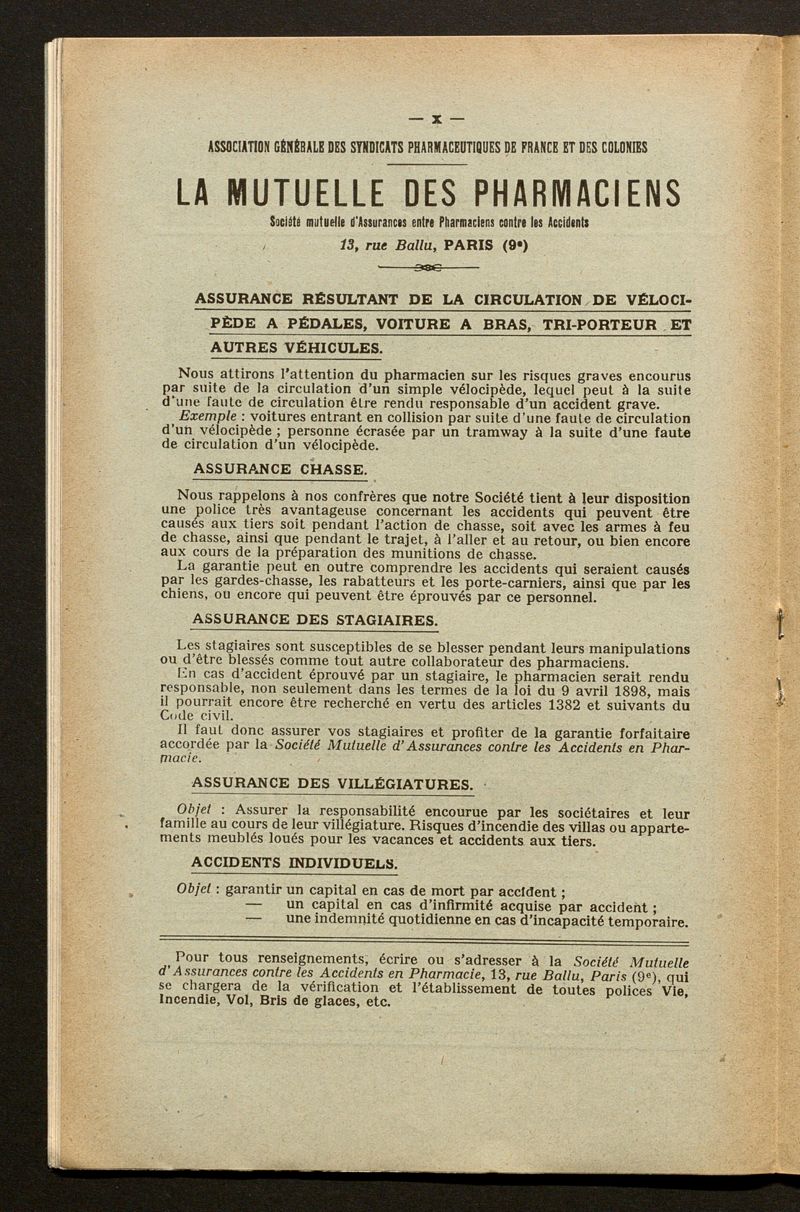 — X —
ASSOCIATION GÉNÉRALE DES SYNDICATS PHARMACEUTIQUES DE FRANCE ET DES COLONIES
LA MUTUELLE DES PHARMACIENS
Société mutuelle d'Assurances entre Pharmaciens contre les Accidents
13, rue Ballu, PARIS (9e)
ASSURANCE RÉSULTANT DE LA CIRCULATION DE VÉLOCI-
PÈDE A PÉDALES, VOITURE A BRAS, TRI-PORTEUR ET
AUTRES VÉHICULES.
Nous attirons l'attention du pharmacien sur les risques graves encourus
par suite de la circulation d'un simple vélocipède, lequel peut à la suite
d'une faute de circulation être rendu responsable d'un accident grave.
Exemple : voitures entrant en collision par suite d'une faute de circulation
d'un vélocipède ; personne écrasée par un tramway à la suite d'une faute
de circulation d'un vélocipède.
ASSURANCE CHASSE.
Nous rappelons à nos confrères que notre Société tient à leur disposition
une police très avantageuse concernant les accidents qui peuvent être
causés aux tiers soit pendant l'action de chasse, soit avec les armes à feu
de chasse, ainsi que pendant le trajet, à l'aller et au retour, ou bien encore
aux cours de la préparation des munitions de chasse.
La garantie peut en outre comprendre les accidents qui seraient causés
par les gardes-chasse, les rabatteurs et les porte-carniers, ainsi que par les
chiens, ou encore qui peuvent être éprouvés par ce personnel.
ASSURANCE DES STAGIAIRES.
Les stagiaires sont susceptibles de se blesser pendant leurs manipulations
ou d'être blessés comme tout autre collaborateur des pharmaciens.
En cas d'accident éprouvé par un stagiaire, le pharmacien serait rendu
responsable, non seulement dans les termes de la loi du 9 avril 1898, mais
il pourrait encore être recherché en vertu des articles 1382 et suivants du
Code civil.
Il faut donc assurer vos stagiaires et profiter de la garantie forfaitaire
accordée par la Société Mutuelle d'Assurances contre les Accidents en Phar-
macie.
ASSURANCE DES VILLÉGIATURES.
Objet : Assurer la responsabilité encourue par les sociétaires et leur
famille au cours de leur villégiature. Risques d'incendie des villas ou apparte-
ments meublés loués pour les vacances et accidents aux tiers.
ACCIDENTS INDIVIDUELS.
Objet : garantir un capital en cas de mort par accident ;
— un capital en cas d'infirmité acquise par accident ;
— une indemnité quotidienne en cas d'incapacité temporaire.
Pour tous renseignements, écrire ou s'adresser à la Société Mutuelle
d'Assurances contre les Accidents en Pharmacie, 13, rue Ballu, Paris (9e), qui
se chargera de la vérification et l'établissement de toutes polices Vie,
Incendie, Vol, Bris de glaces, etc.